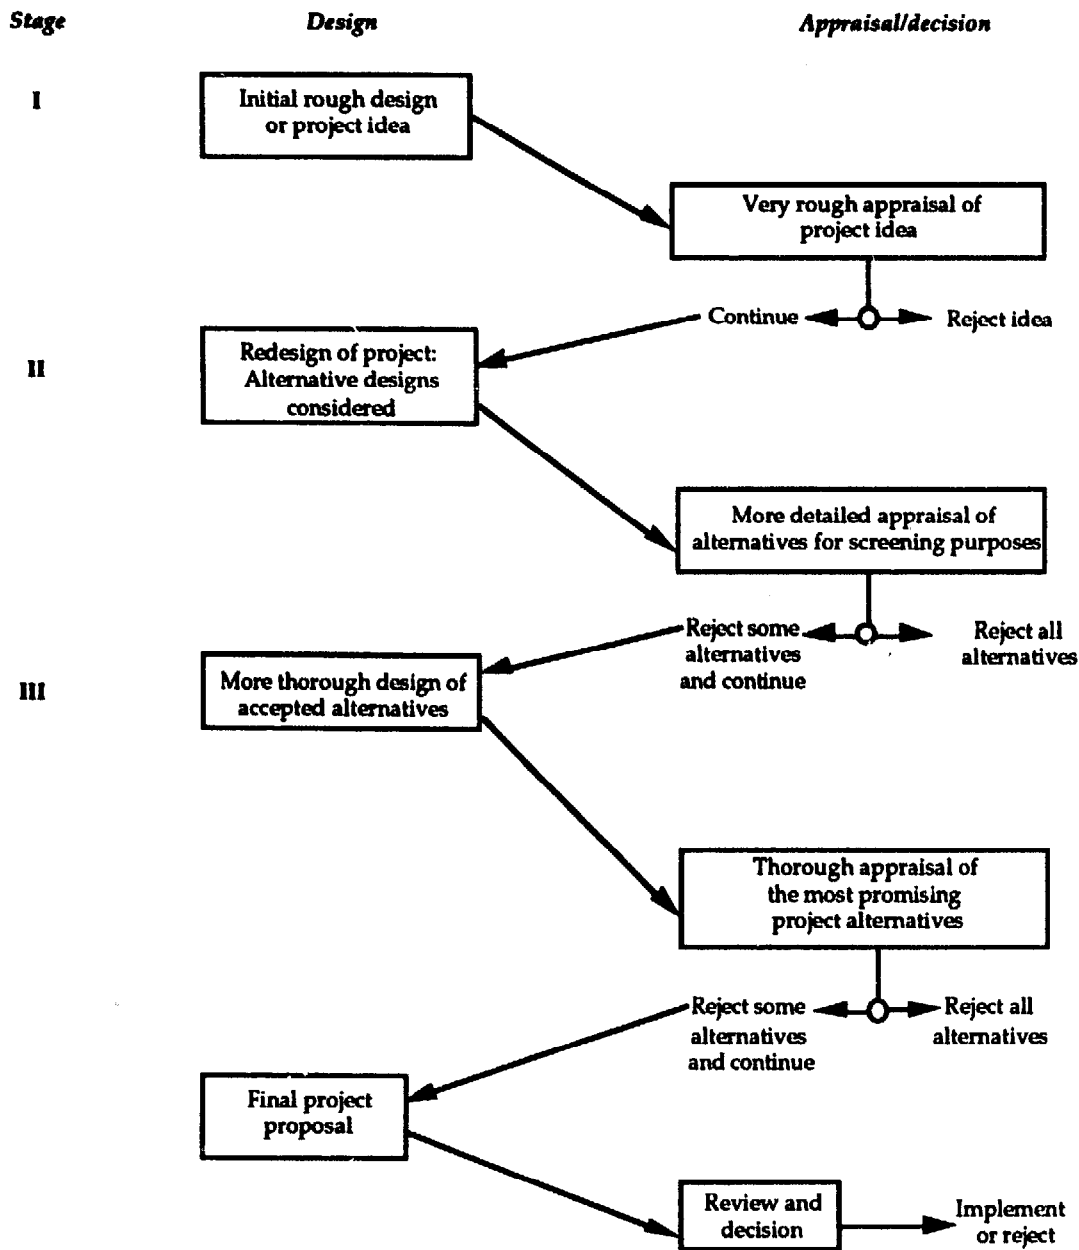 Stage Design Appraisal/decision
I
Initial rough design
or project idea
Very rough appraisal of
project idea
Continue Reject idea
II
Redesign of project:
Alternative designs
considered
More detailed appraisal of
alternatives for screening purposes
Reject some
alternatives
and continue
Reject all
alternatives
III
More thorough design of
accepted alternatives
Thorough appraisal of
the most promising
project alternatives
Reject some
alternatives
and continue
Reject all
alternatives
Final project
proposal
Review and
decision
Implement
or reject